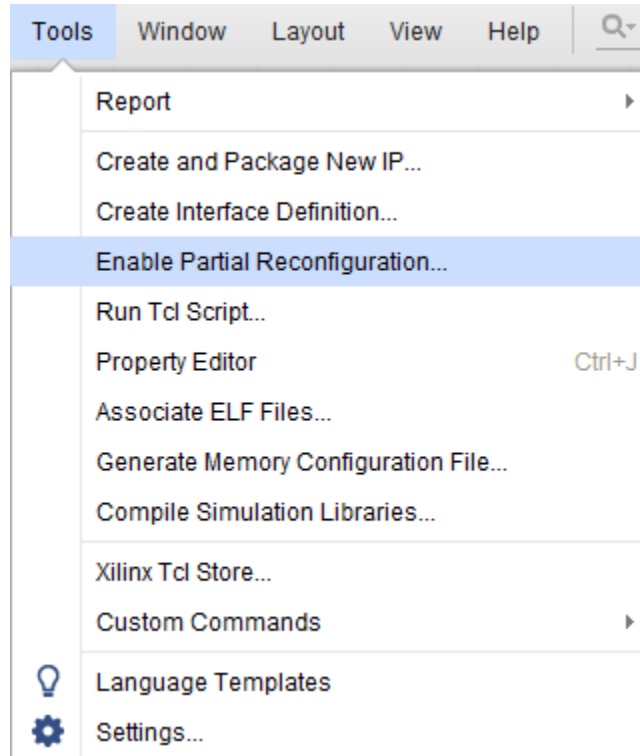 Tools Window Layout View Help
Report
Create and Package New IP...
Create Interface Definition...
Enable Partial Reconfiguration...
Run Tcl Script...
Property Editor Ctrl+J
Associate ELF Files...
Generate Memory Configuration File...
Compile Simulation Libraries...
Xilinx Tcl Store...
Custom Commands
Language Templates
Settings...